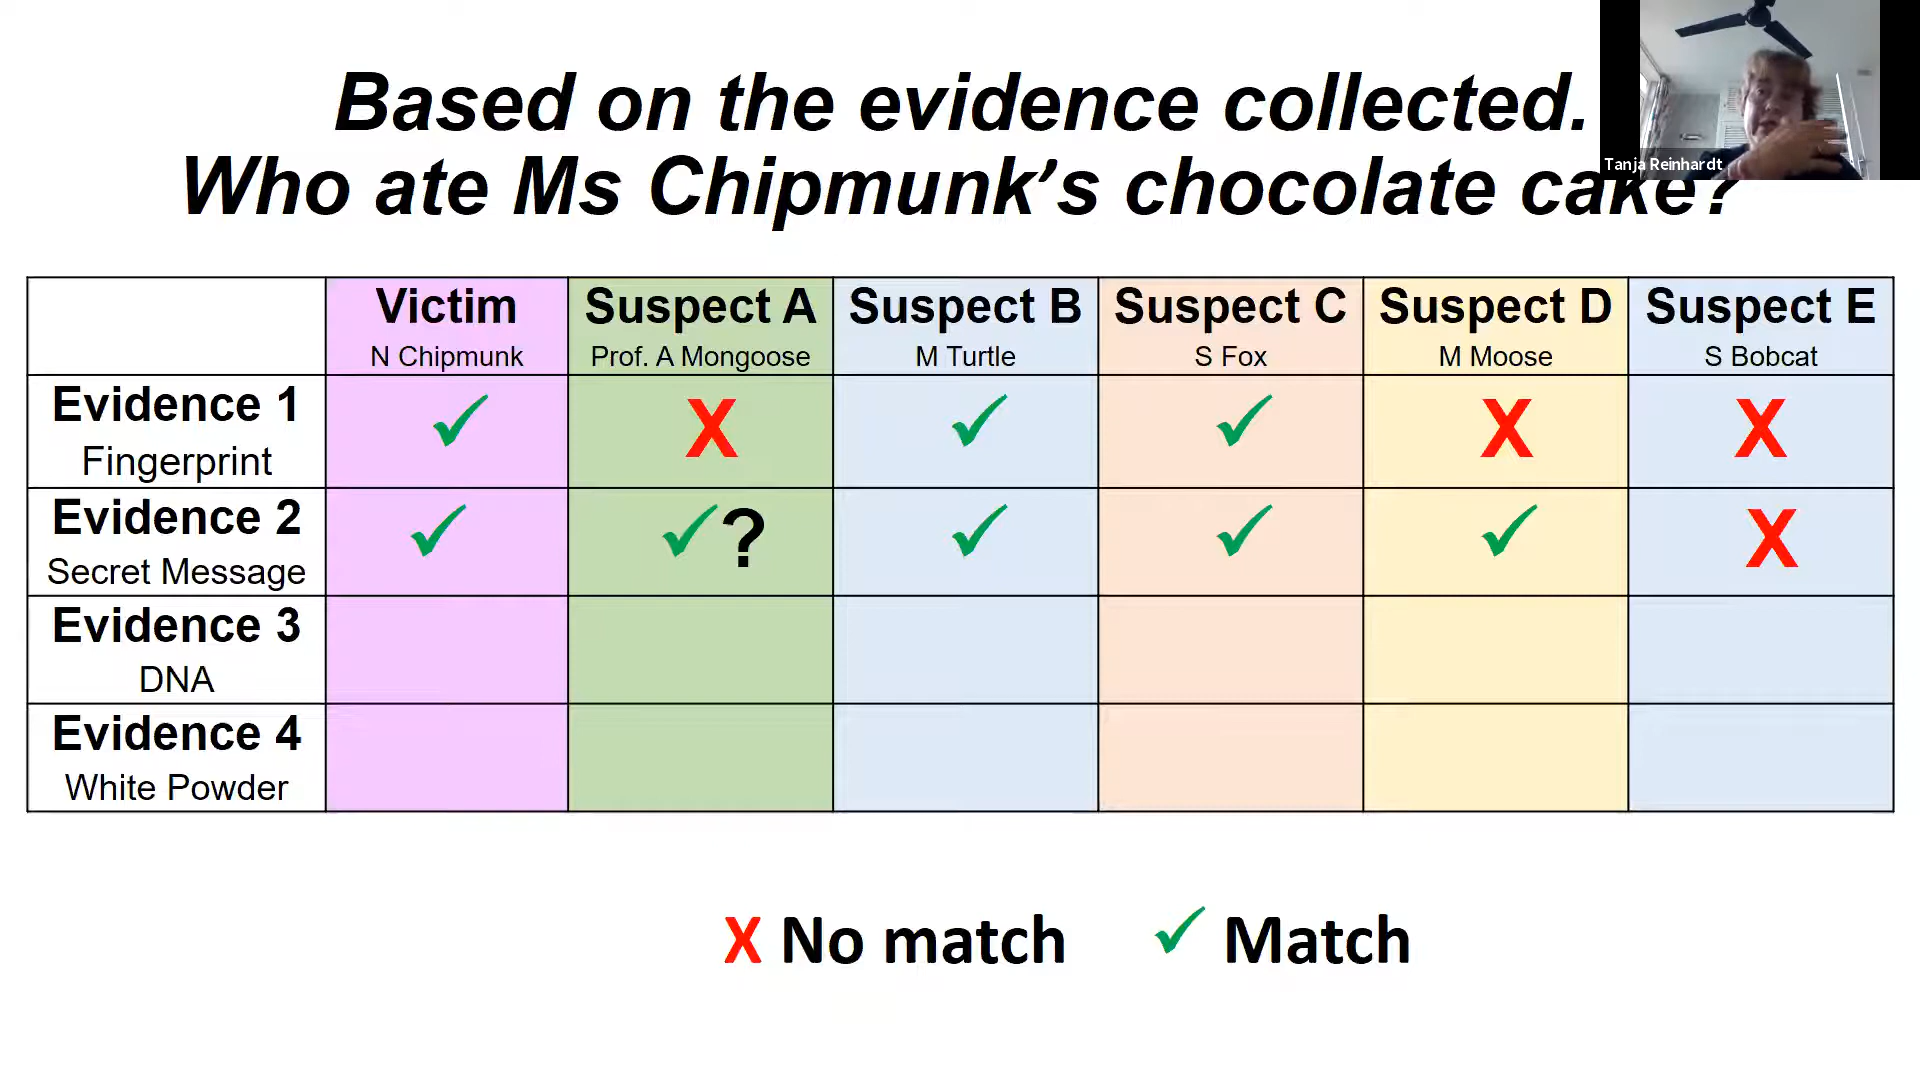 Based on the evidence collected.
Who ate Ms Chipmunk’s chocolate cake?
Tanja Reinhardt
Victim
N Chipmunk
Suspect A
Prof. A Mongoose
Suspect B
M Turtle
Suspect C
S Fox
Suspect D
M Moose
Suspect E
S Bobcat
Evidence 1
Fingerprint
✓ X ✓ ✓ X X
Evidence 2
Secret Message
✓ ✓? ✓ ✓ ✓ X
Evidence 3
DNA
Evidence 4
White Powder
X No match ✓ Match